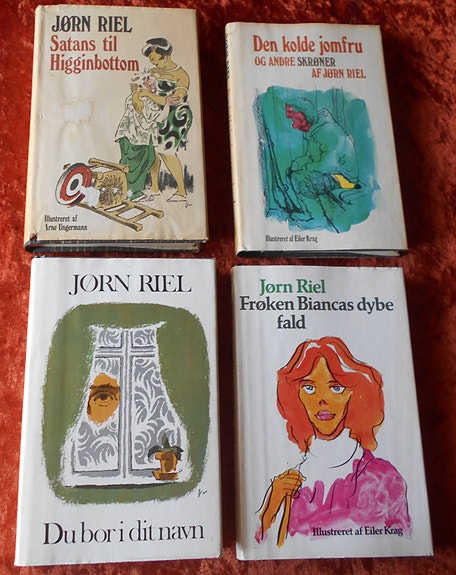 JØRN RIEL
Satans til
Higginbottom
Illustreret af
Arne Ungermann
Den kolde jomfru
OG ANDRE SKRØNER
AF JØRN RIEL
Illustreret af Eiler Krag
JØRN RIEL
Du bor i dit navn
Jørn Riel
Frøken Biancas dybe
fald
Illustreret af Eiler Krag